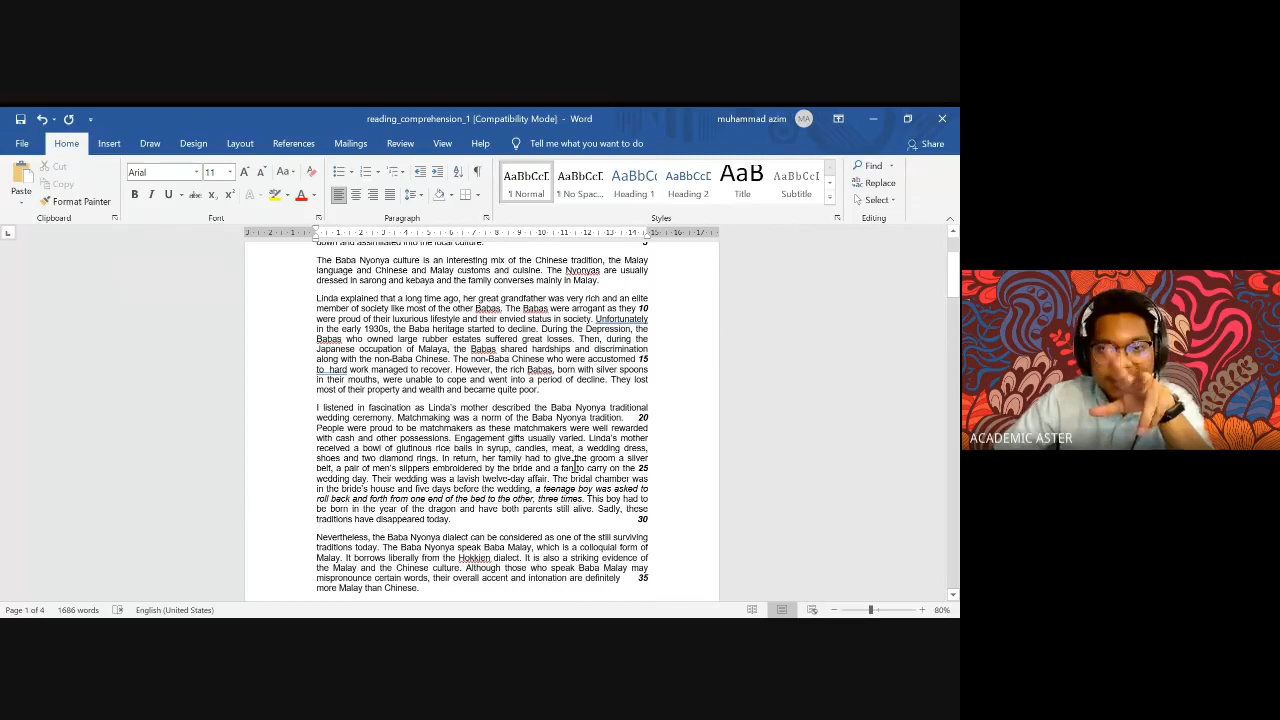 reading_comprehension_1 [Compatibility Mode] - Word
muhammad azim
MA
File
Home
Insert
Draw
Design
Layout
References
Mailings
Review
View
Help
Tell me what you want to do
Share
Paste
Cut
Copy
Format Painter
Clipboard
Arial
11
Font
Paragraph
AaBbCcDc
¶ Normal
AaBbCcDc
¶ No Spac...
AaBbCc
Heading 1
AaBbCcC
Heading 2
AaB
Title
AaBbCcD
Subtitle
Styles
Find
Replace
Select
Editing
down and assimilated into the local culture. 5
The Baba Nyonya culture is an interesting mix of the Chinese tradition, the Malay
language and Chinese and Malay customs and cuisine. The Nyonyas are usually
dressed in sarong and kebaya and the family converses mainly in Malay.
Linda explained that a long time ago, her great grandfather was very rich and an elite
member of society like most of the other Babas. The Babas were arrogant as they 10
were proud of their luxurious lifestyle and their envied status in society. Unfortunately
in the early 1930s, the Baba heritage started to decline. During the Depression, the
Babas who owned large rubber estates suffered great losses. Then, during the
Japanese occupation of Malaya, the Babas shared hardships and discrimination
along with the non-Baba Chinese. The non-Baba Chinese who were accustomed 15
to hard work managed to recover. However, the rich Babas, born with silver spoons
in their mouths, were unable to cope and went into a period of decline. They lost
most of their property and wealth and became quite poor.
I listened in fascination as Linda's mother described the Baba Nyonya traditional
wedding ceremony. Matchmaking was a norm of the Baba Nyonya tradition. 20
People were proud to be matchmakers as these matchmakers were well rewarded
with cash and other possessions. Engagement gifts usually varied. Linda's mother
received a bowl of glutinous rice balls in syrup, candles, meat, a wedding dress,
shoes and two diamond rings. In return, her family had to give the groom a silver
belt, a pair of men's slippers embroidered by the bride and a fan to carry on the 25
wedding day. Their wedding was a lavish twelve-day affair. The bridal chamber was
in the bride's house and five days before the wedding, a teenage boy was asked to
roll back and forth from one end of the bed to the other, three times. This boy had to
be born in the year of the dragon and have both parents still alive. Sadly, these
traditions have disappeared today. 30
Nevertheless, the Baba Nyonya dialect can be considered as one of the still surviving
traditions today. The Baba Nyonya speak Baba Malay, which is a colloquial form of
Malay. It borrows liberally from the Hokkien dialect. It is also a striking evidence of
the Malay and the Chinese culture. Although those who speak Baba Malay may
mispronounce certain words, their overall accent and intonation are definitely 35
more Malay than Chinese.
ACADEMIC ASTER
Page 1 of 4
1686 words
English (United States)
80%